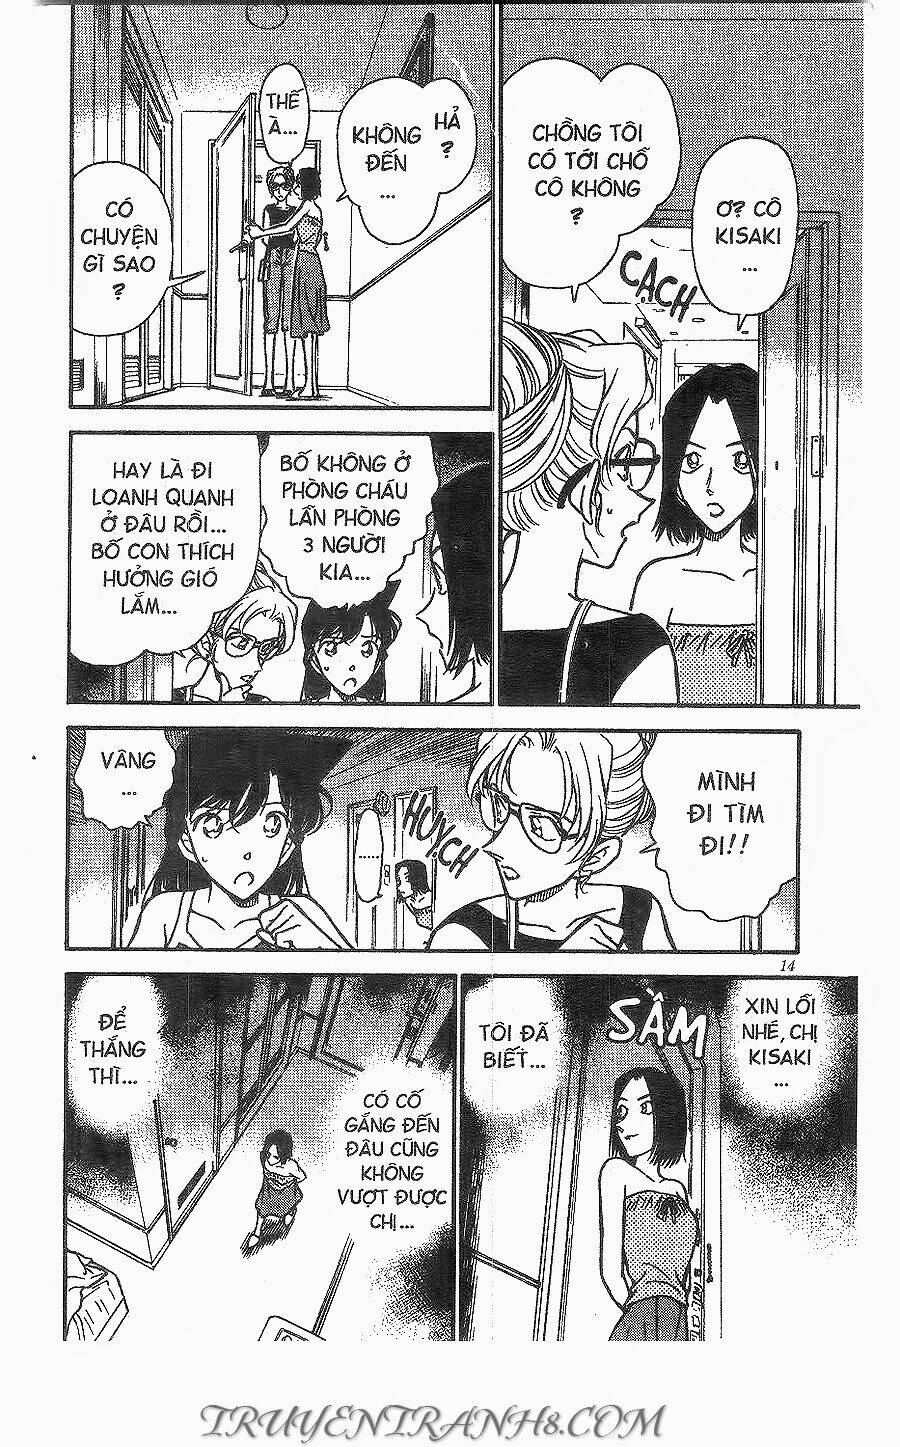 CHỒNG TÔI
CÓ TỚI CHỖ
CÔ KHÔNG
?
Ơ? CÔ
KISAKI
...
CẠCH
HẢ
?
KHÔNG
ĐẾN
...
THẾ
À...
CÓ
CHUYỆN
GÌ SAO
?
BỐ KHÔNG Ở
PHÒNG CHÁU
LẪN PHÒNG
3 NGƯỜI
KIA...
HAY LÀ ĐI
LOANH QUANH
Ở ĐÂU RỒI...
BỐ CON THÍCH
HƯỞNG GIÓ
LẮM...
MÌNH
ĐI TÌM
ĐI!!
HUỴCH
......
VÂNG
...
14
XIN LỖI
NHÉ, CHỊ
KISAKI
...
SẦM
TÔI ĐÃ
BIẾT...
CÓ CỐ
GẮNG ĐẾN
ĐÂU CŨNG
KHÔNG
VƯỢT ĐƯỢC
CHỊ...
ĐỂ
THẮNG
THÌ...
TRUYENTRANH8.COM